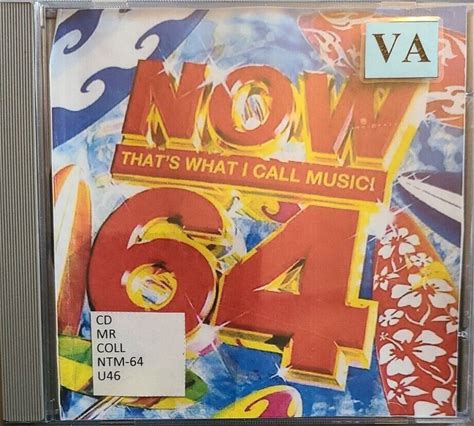 VA
NOW
THAT'S WHAT I CALL MUSIC!
64
CD
MR
COLL
NTM-64
U46